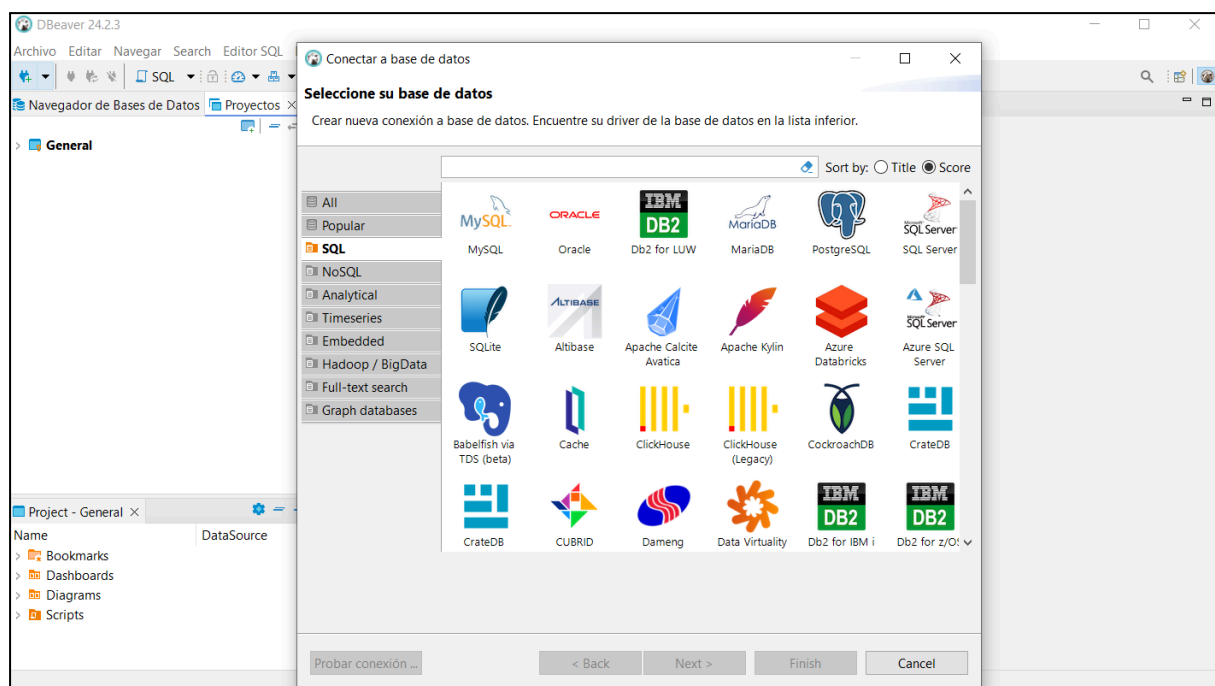 DBeaver 24.2.3
Archivo Editar Navegar Search Editor SQL
SQL
Navegador de Bases de Datos Proyectos
General
Conectar a base de datos
Seleccione su base de datos
Crear nueva conexión a base de datos. Encuentre su driver de la base de datos en la lista inferior.
Sort by: Title Score
All
Popular
SQL
NoSQL
Analytical
Timeseries
Embedded
Hadoop / BigData
Full-text search
Graph databases
MySQL. ORACLE IBM DB2 MariaDB Microsoft SQL Server
MySQL Oracle Db2 for LUW MariaDB PostgreSQL SQL Server
ALTIBASE Microsoft SQL Server
SQLite Altibase Apache Calcite Avatica Apache Kylin Azure Databricks Azure SQL Server
Babelfish via TDS (beta) Cache ClickHouse ClickHouse (Legacy) CockroachDB CrateDB
IBM DB2 IBM DB2
CrateDB CUBRID Dameng Data Virtuality Db2 for IBM i Db2 for z/OS
Project - General
Name DataSource
Bookmarks
Dashboards
Diagrams
Scripts
Probar conexión ... < Back Next > Finish Cancel